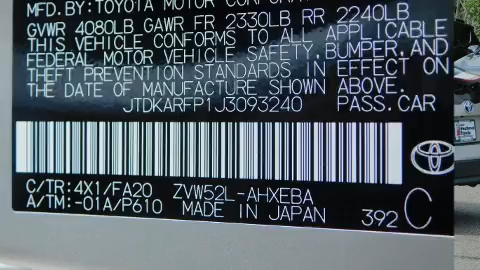 MFD.BY:TOYOTA MOTOR CORPORATION
GVWR 4080LB GAWR FR 2330LB RR 2240LB
THIS VEHICLE CONFORMS TO ALL APPLICABLE
FEDERAL MOTOR VEHICLE SAFETY, BUMPER, AND
THEFT PREVENTION STANDARDS IN EFFECT ON
THE DATE OF MANUFACTURE SHOWN ABOVE.
JTDKARFP1J3093240 PASS.CAR
C/TR:4X1/FA20 ZVW52L-AHXEBA
A/TM:-01A/P610 MADE IN JAPAN 392 C